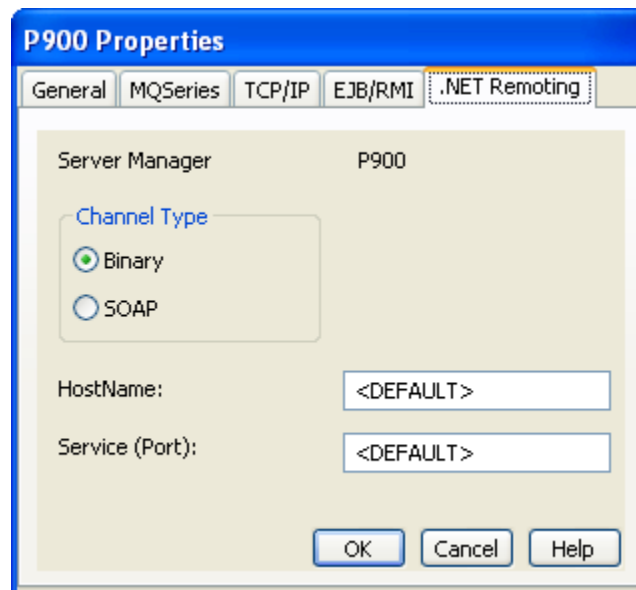 P900 Properties
General MQSeries TCP/IP EJB/RMI .NET Remoting
Server Manager P900
Channel Type
Binary
SOAP
HostName: <DEFAULT>
Service (Port): <DEFAULT>
OK Cancel Help